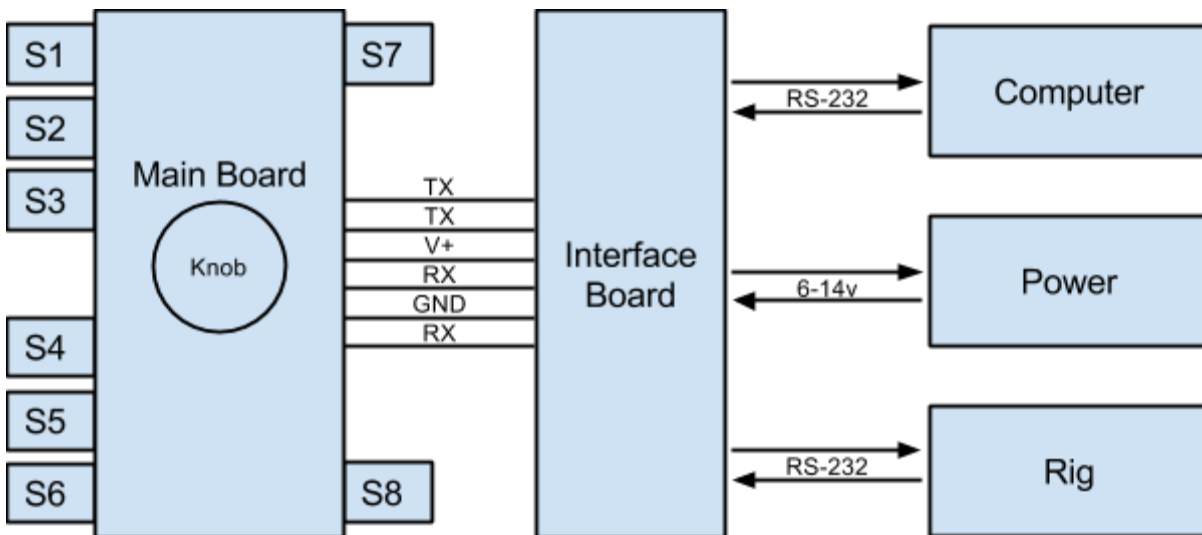 S1
S2
S3
S4
S5
S6
Main Board
Knob
S7
S8
TX
TX
V+
RX
GND
RX
Interface
Board
RS-232
6-14v
RS-232
Computer
Power
Rig